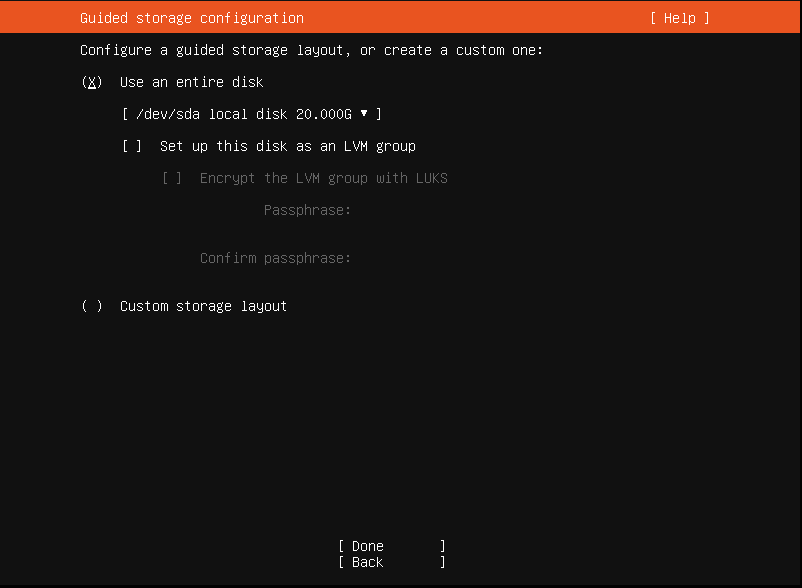 Guided storage configuration [ Help ]
Configure a guided storage layout, or create a custom one:
(X) Use an entire disk
[ /dev/sda local disk 20.000G ▾ ]
[ ] Set up this disk as an LVM group
[ ] Encrypt the LVM group with LUKS
Passphrase:
Confirm passphrase:
( ) Custom storage layout
[ Done ]
[ Back ]